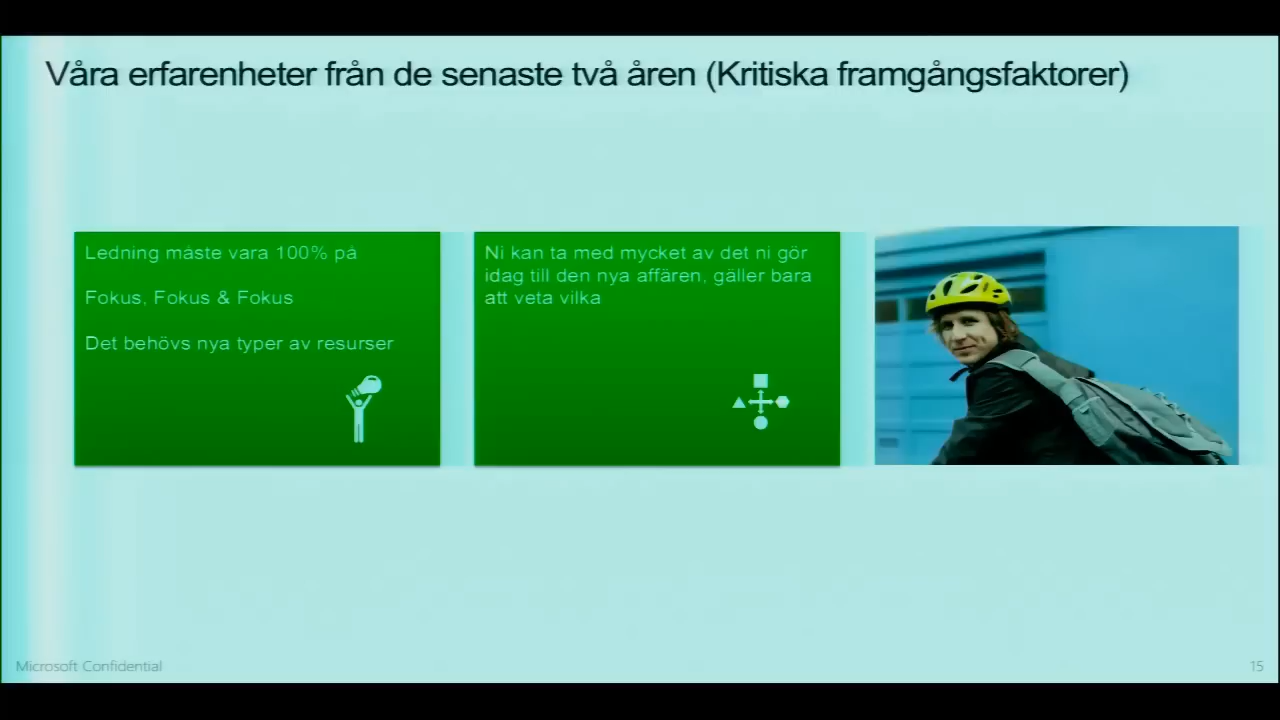 Våra erfarenheter från de senaste två åren (Kritiska framgångsfaktorer)
Ledning måste vara 100% på
Fokus, Fokus & Fokus
Det behövs nya typer av resurser
Ni kan ta med mycket av det ni gör
idag till den nya affären, gäller bara
att veta vilka
Microsoft Confidential
15